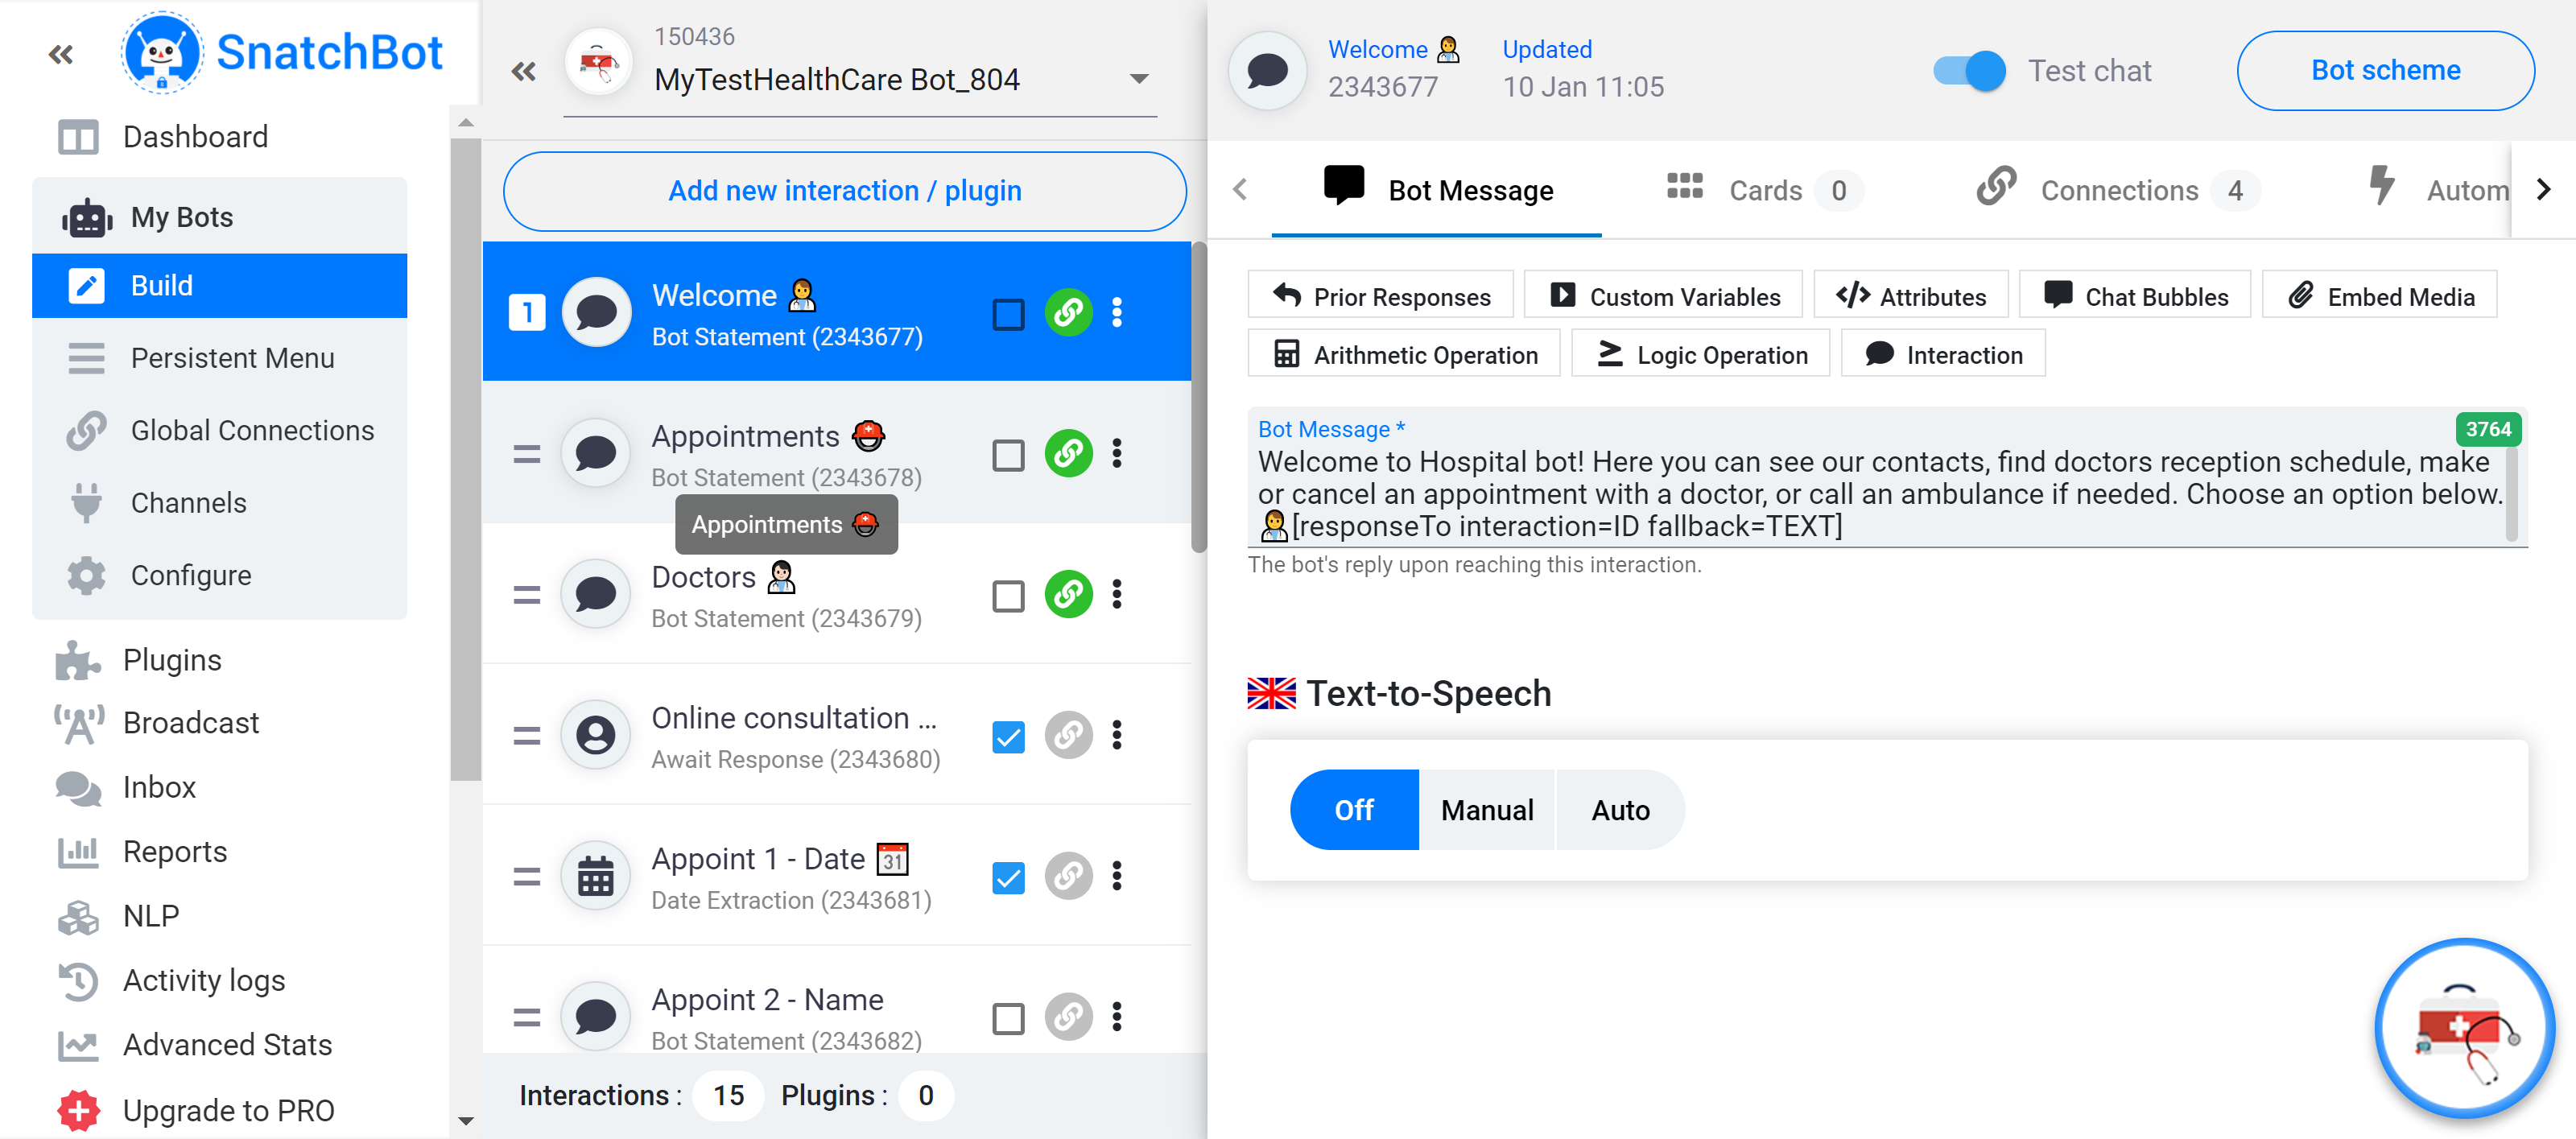 SnatchBot
Dashboard
My Bots
Build
Persistent Menu
Global Connections
Channels
Configure
Plugins
Broadcast
Inbox
Reports
NLP
Activity logs
Advanced Stats
Upgrade to PRO
150436
MyTestHealthCare Bot_804
Add new interaction / plugin
1
Welcome
Bot Statement (2343677)
Appointments
Bot Statement (2343678)
Appointments
Doctors
Bot Statement (2343679)
Online consultation ...
Await Response (2343680)
Appoint 1 - Date 31
Date Extraction (2343681)
Appoint 2 - Name
Bot Statement (2343682)
Interactions : 15 Plugins : 0
Welcome
2343677
Updated
10 Jan 11:05
Test chat
Bot scheme
Bot Message
Cards 0
Connections 4
Autom
Prior Responses
Custom Variables
Attributes
Chat Bubbles
Embed Media
Arithmetic Operation
Logic Operation
Interaction
Bot Message *
3764
Welcome to Hospital bot! Here you can see our contacts, find doctors reception schedule, make
or cancel an appointment with a doctor, or call an ambulance if needed. Choose an option below.
[responseTo interaction=ID fallback=TEXT]
The bot's reply upon reaching this interaction.
Text-to-Speech
Off
Manual
Auto